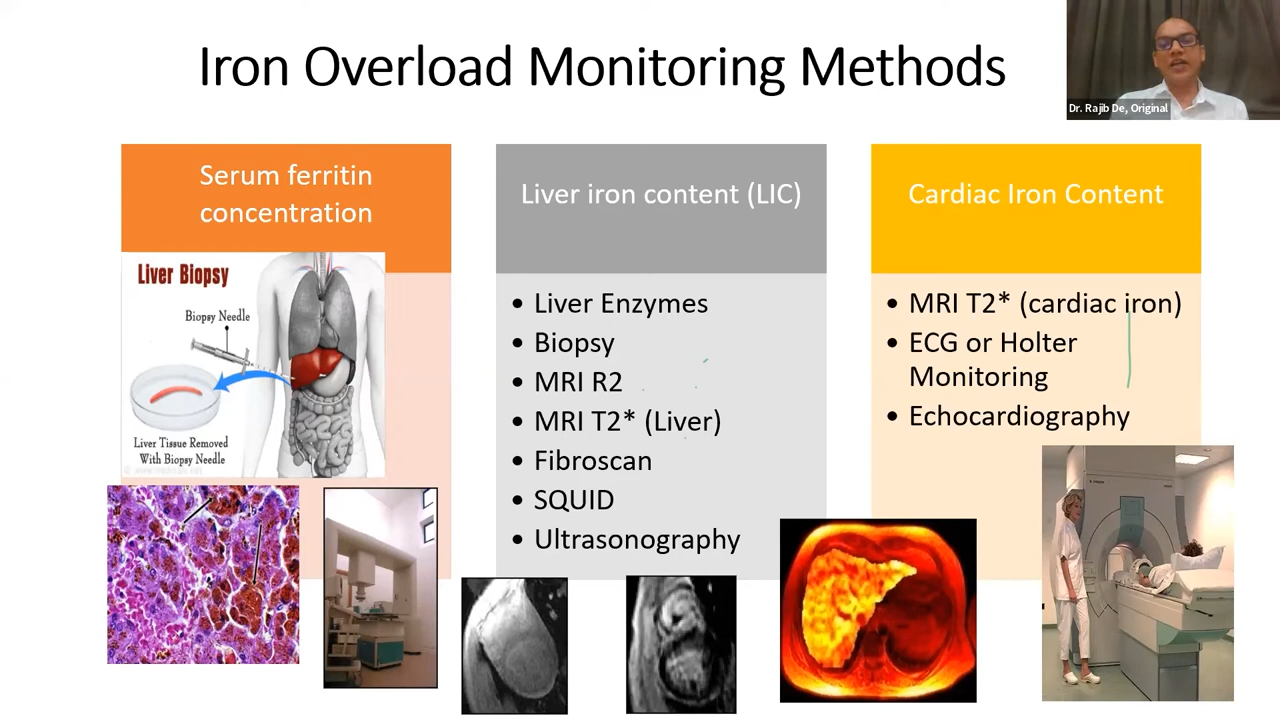 Iron Overload Monitoring Methods
Dr. Rajib De, Original
Serum ferritin
concentration
Liver Biopsy
Biopsy Needle
Liver Tissue Removed
With Biopsy Needle
Liver iron content (LIC)
• Liver Enzymes
• Biopsy
• MRI R2
• MRI T2* (Liver)
• Fibroscan
• SQUID
• Ultrasonography
Cardiac Iron Content
• MRI T2* (cardiac iron)
• ECG or Holter
Monitoring
• Echocardiography